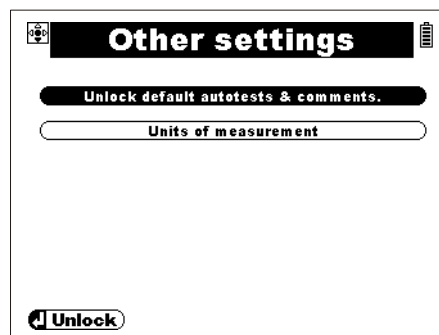 Other settings
Unlock default autotests & comments.
Units of measurement
Unlock